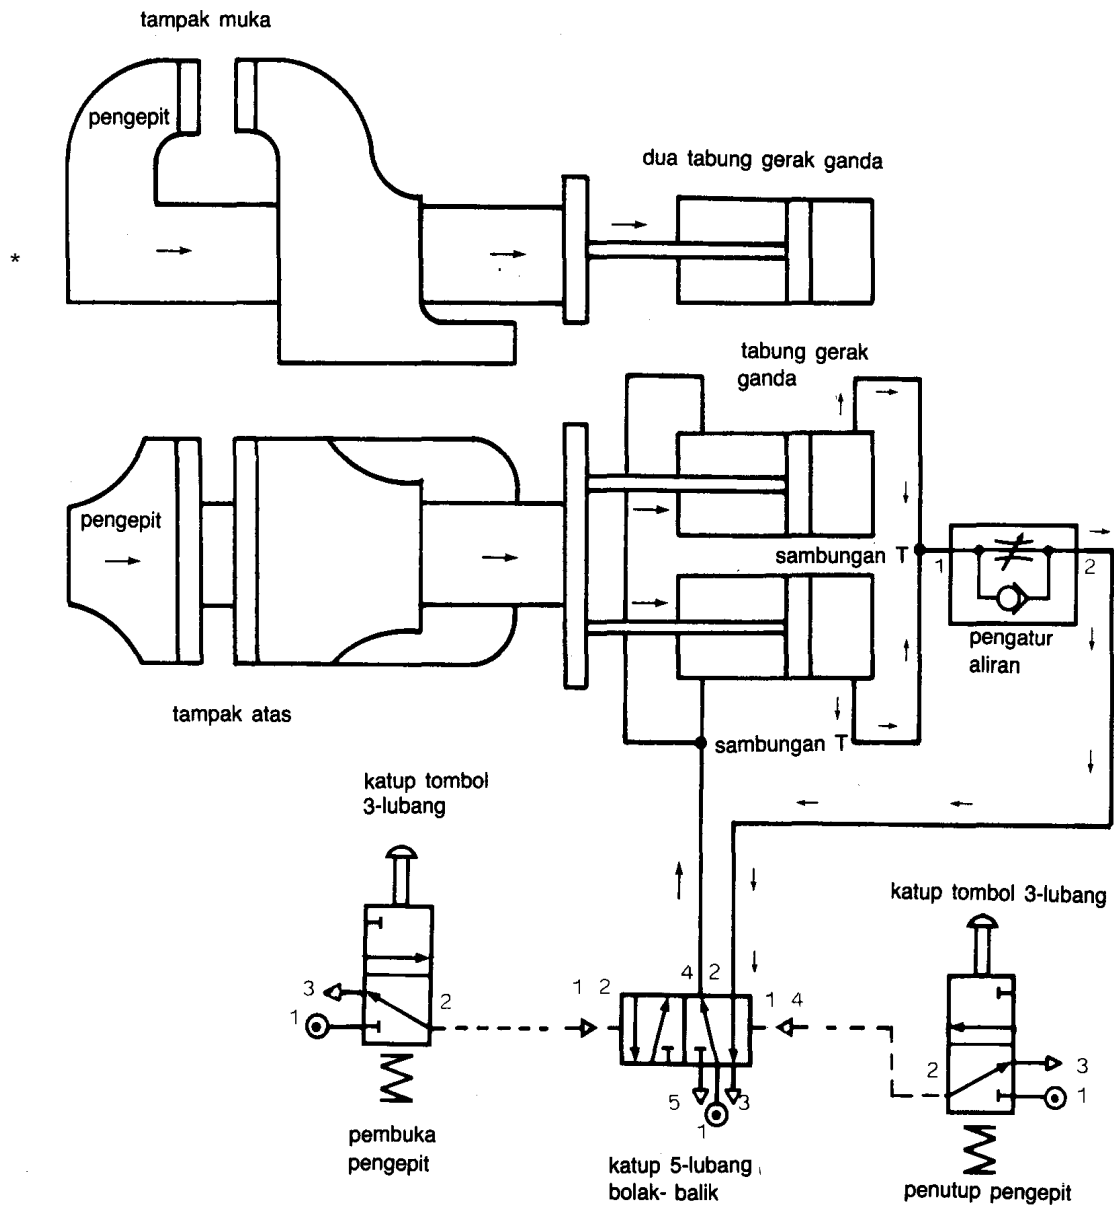 tampak muka
pengepit
dua tabung gerak ganda
*
tabung gerak
ganda
pengepit
sambungan T
1
2
pengatur
aliran
tampak atas
sambungan T
katup tombol
3-lubang
katup tombol 3-lubang
3
1
2
1 2
4 2
1 4
5
1
3
2
3
1
pembuka
pengepit
katup 5-lubang
bolak- balik
penutup pengepit